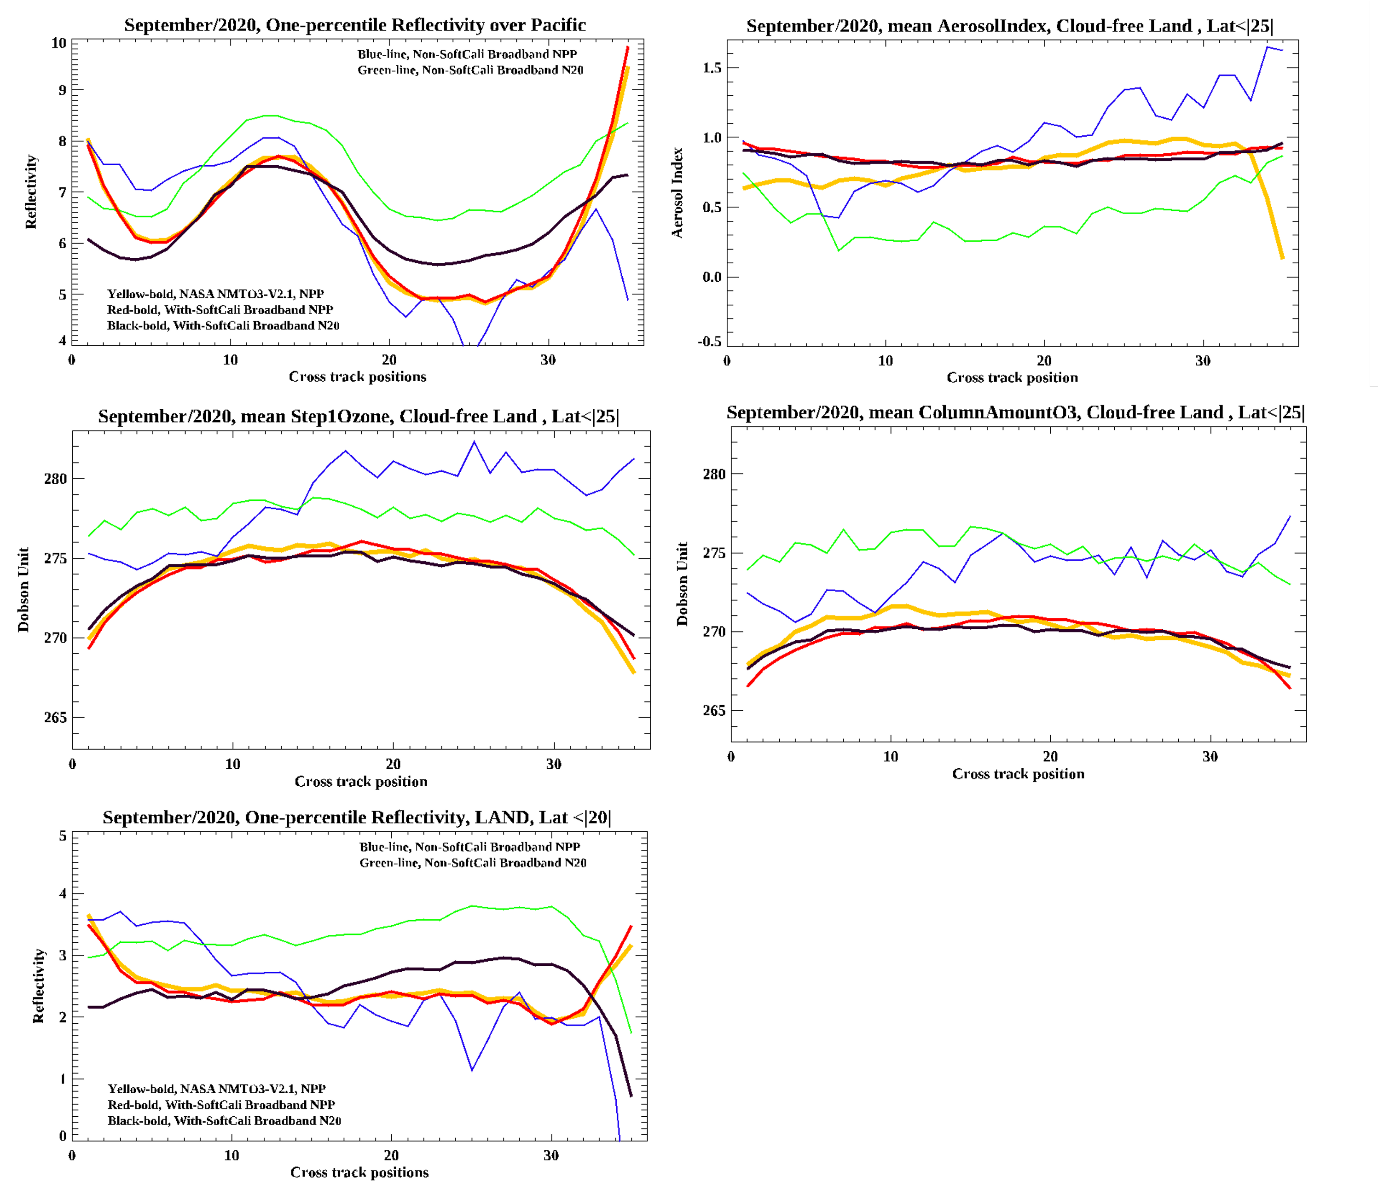 September/2020, One-percentile Reflectivity over Pacific
Blue-line, Non-SoftCali Broadband NPP
Green-line, Non-SoftCali Broadband N20
10
9
8
7
6
5
4
Reflectivity
Yellow-bold, NASA NMTO3-V2.1, NPP
Red-bold, With-SoftCali Broadband NPP
Black-bold, With-SoftCali Broadband N20
0 10 20 30
Cross track positions
September/2020, mean AerosolIndex, Cloud-free Land , Lat<|25|
1.5
1.0
0.5
0.0
-0.5
Aerosol Index
0 10 20 30
Cross track position
September/2020, mean Step1Ozone, Cloud-free Land , Lat<|25|
280
275
270
265
Dobson Unit
0 10 20 30
Cross track position
September/2020, mean ColumnAmountO3, Cloud-free Land , Lat<|25|
280
275
270
265
Dobson Unit
0 10 20 30
Cross track position
September/2020, One-percentile Reflectivity, LAND, Lat <|20|
Blue-line, Non-SoftCali Broadband NPP
Green-line, Non-SoftCali Broadband N20
5
4
3
2
1
0
Reflectivity
Yellow-bold, NASA NMTO3-V2.1, NPP
Red-bold, With-SoftCali Broadband NPP
Black-bold, With-SoftCali Broadband N20
0 10 20 30
Cross track positions